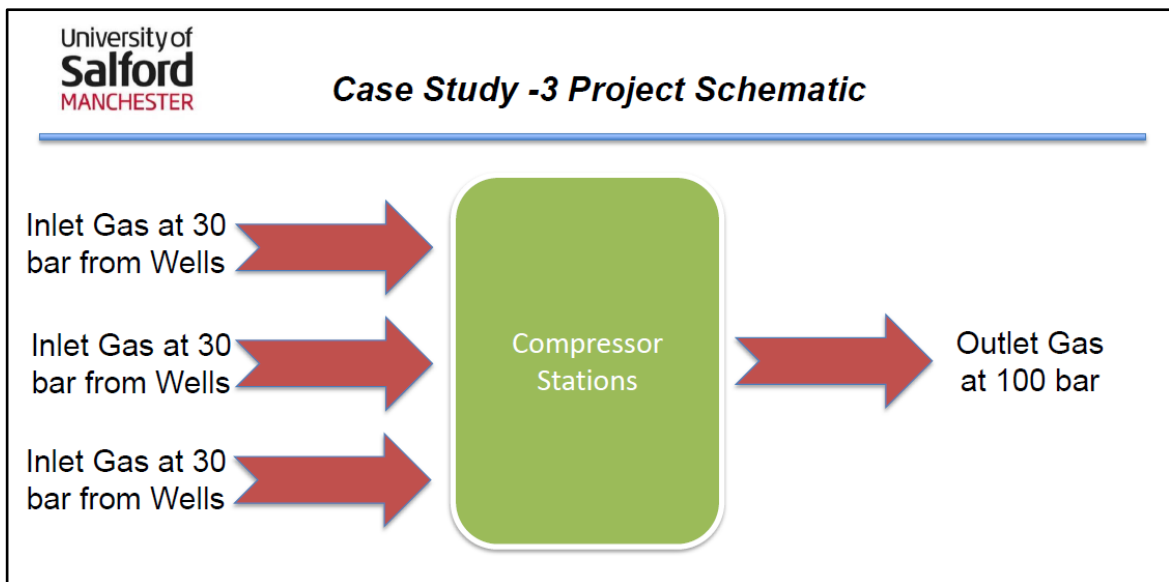 University of
Salford
MANCHESTER
Case Study -3 Project Schematic
Inlet Gas at 30
bar from Wells
Inlet Gas at 30
bar from Wells
Inlet Gas at 30
bar from Wells
Compressor
Stations
Outlet Gas
at 100 bar